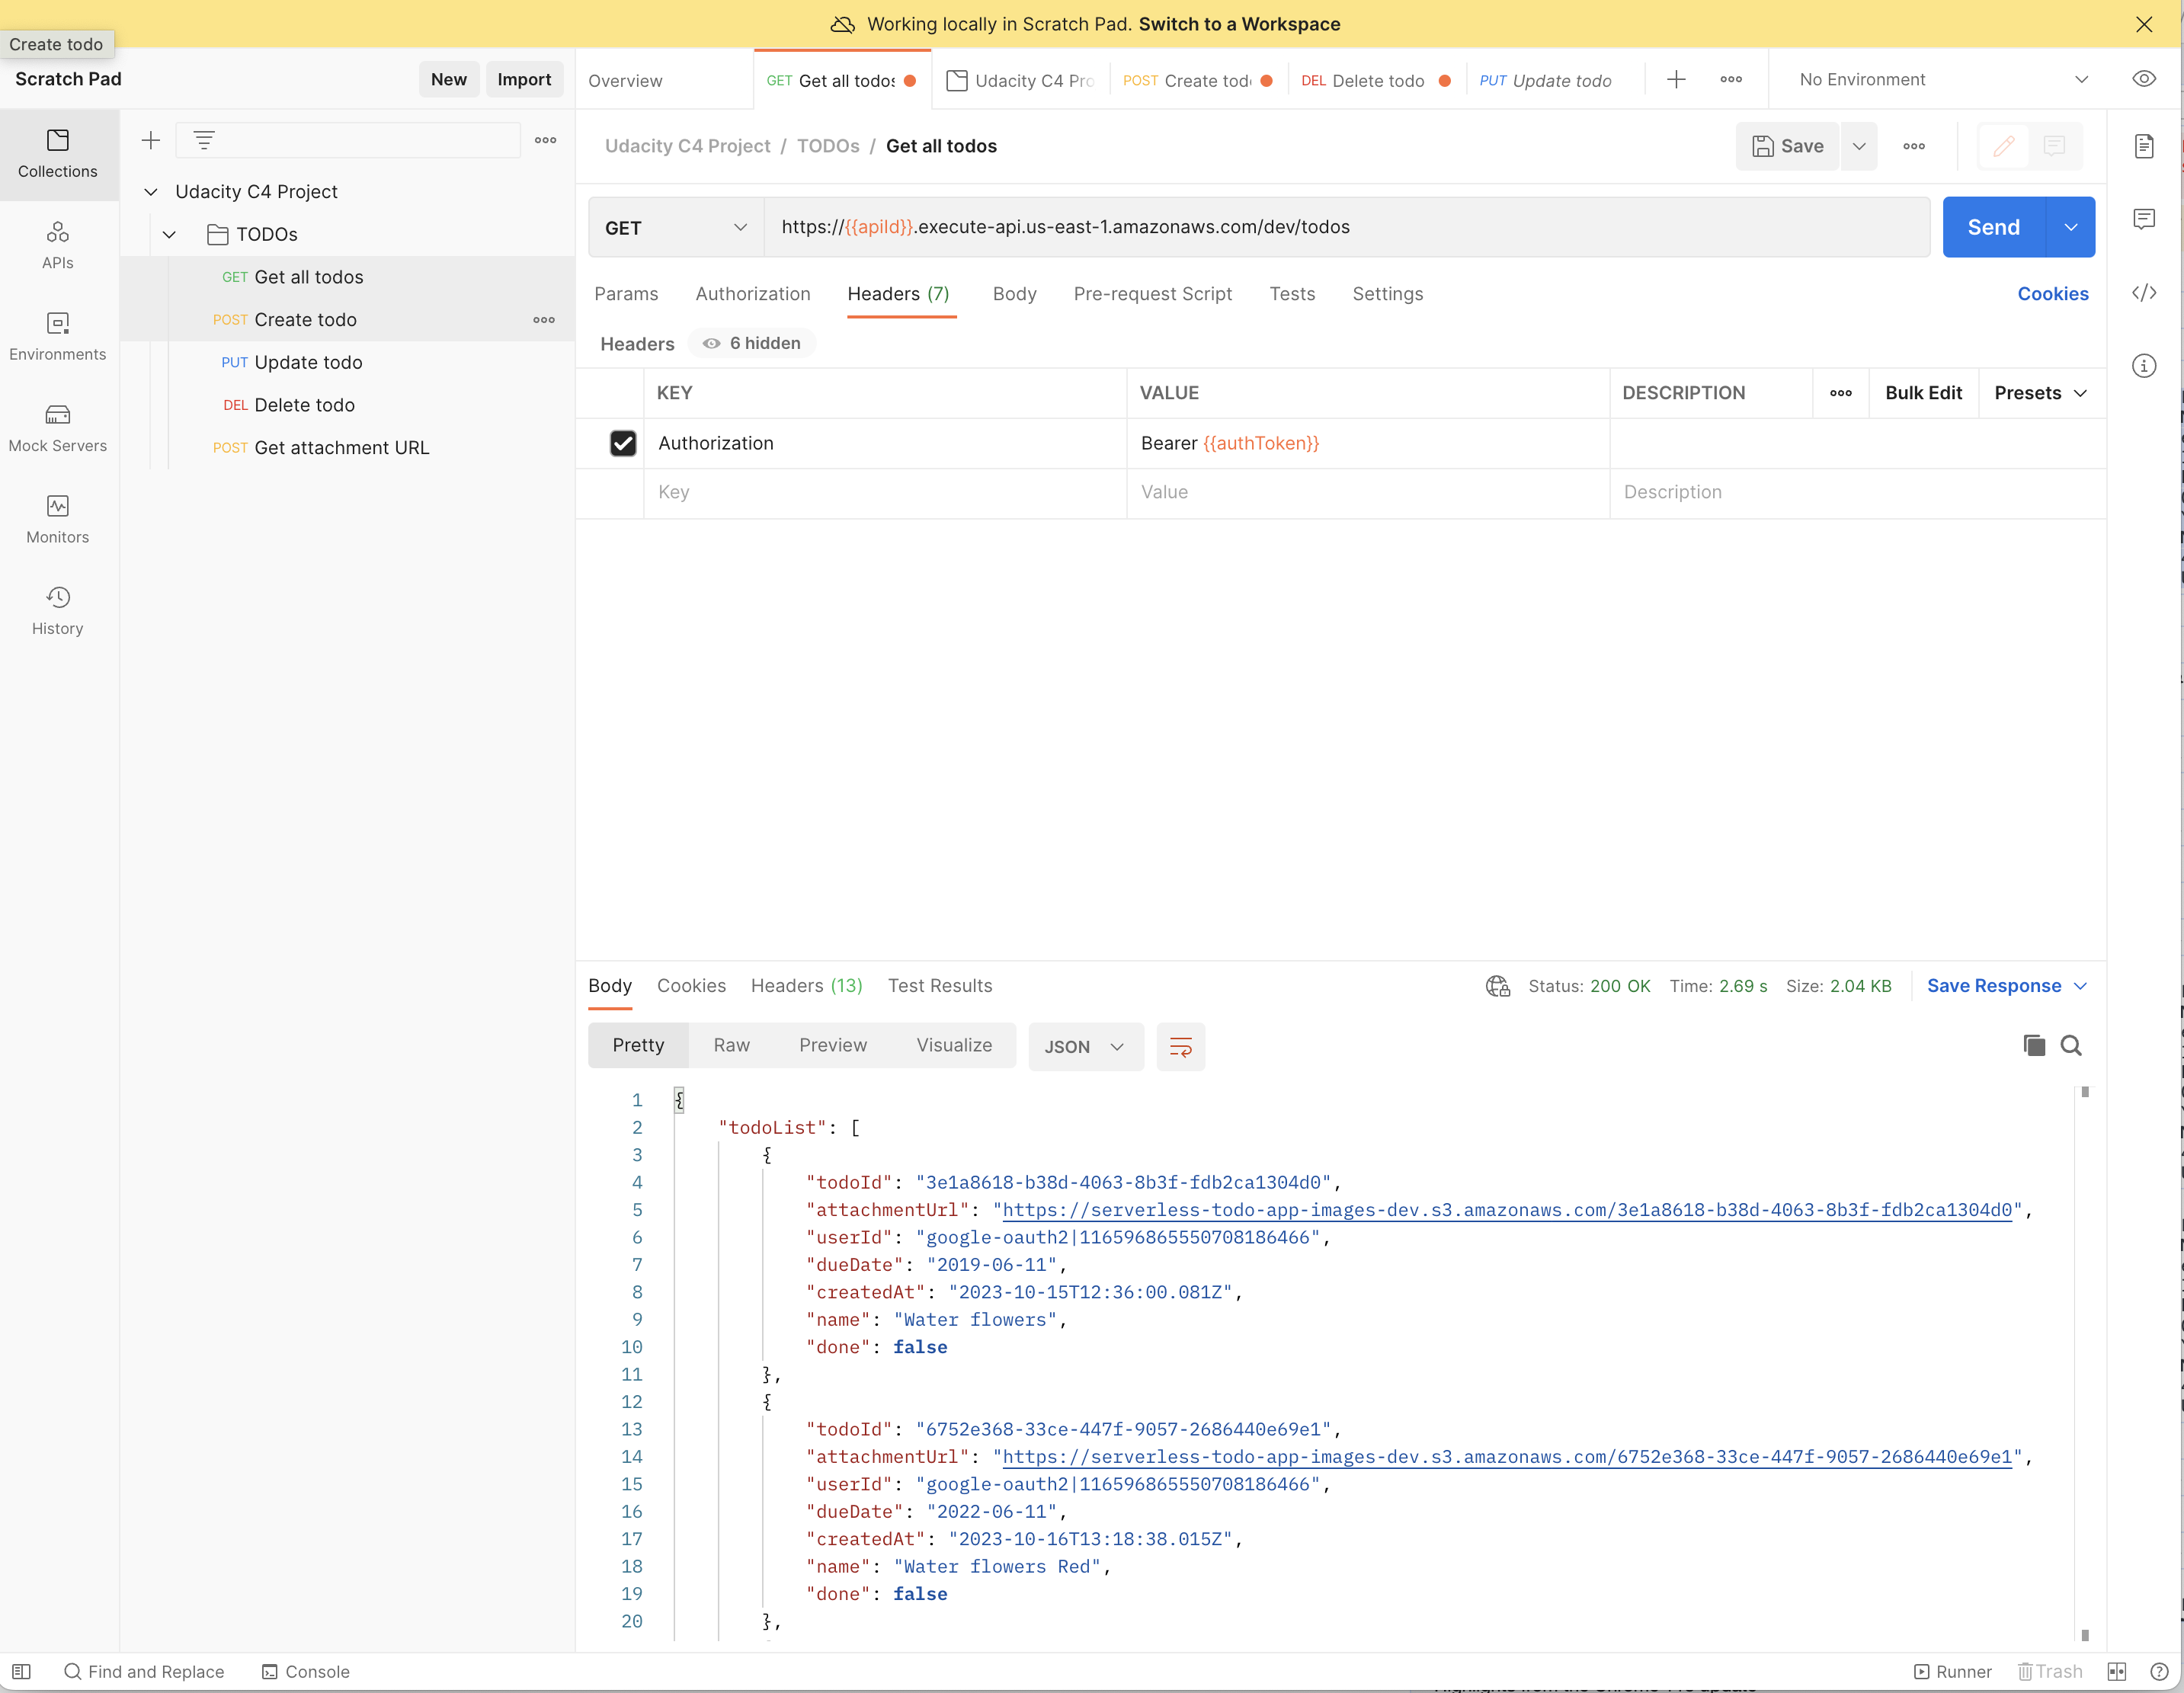 Working locally in Scratch Pad. Switch to a Workspace
Create todo
Scratch Pad
New
Import
Overview
GET Get all todos
Udacity C4 Pro
POST Create tod
DEL Delete todo
PUT Update todo
No Environment
Collections
APIs
Environments
Mock Servers
Monitors
History
Udacity C4 Project
TODOs
GET Get all todos
POST Create todo
PUT Update todo
DEL Delete todo
POST Get attachment URL
Udacity C4 Project / TODOs / Get all todos
Save
GET
https://{{apiId}}.execute-api.us-east-1.amazonaws.com/dev/todos
Send
Params Authorization Headers (7) Body Pre-request Script Tests Settings
Cookies
Headers 6 hidden
KEY VALUE DESCRIPTION Bulk Edit Presets
Authorization Bearer {{authToken}}
Key Value Description
Body Cookies Headers (13) Test Results
Status: 200 OK Time: 2.69 s Size: 2.04 KB Save Response
Pretty Raw Preview Visualize JSON
1 {
2 "todoList": [
3 {
4 "todoId": "3e1a8618-b38d-4063-8b3f-fdb2ca1304d0",
5 "attachmentUrl": "https://serverless-todo-app-images-dev.s3.amazonaws.com/3e1a8618-b38d-4063-8b3f-fdb2ca1304d0",
6 "userId": "google-oauth2|116596865550708186466",
7 "dueDate": "2019-06-11",
8 "createdAt": "2023-10-15T12:36:00.081Z",
9 "name": "Water flowers",
10 "done": false
11 },
12 {
13 "todoId": "6752e368-33ce-447f-9057-2686440e69e1",
14 "attachmentUrl": "https://serverless-todo-app-images-dev.s3.amazonaws.com/6752e368-33ce-447f-9057-2686440e69e1",
15 "userId": "google-oauth2|116596865550708186466",
16 "dueDate": "2022-06-11",
17 "createdAt": "2023-10-16T13:18:38.015Z",
18 "name": "Water flowers Red",
19 "done": false
20 },
Find and Replace
Console
Runner
Trash